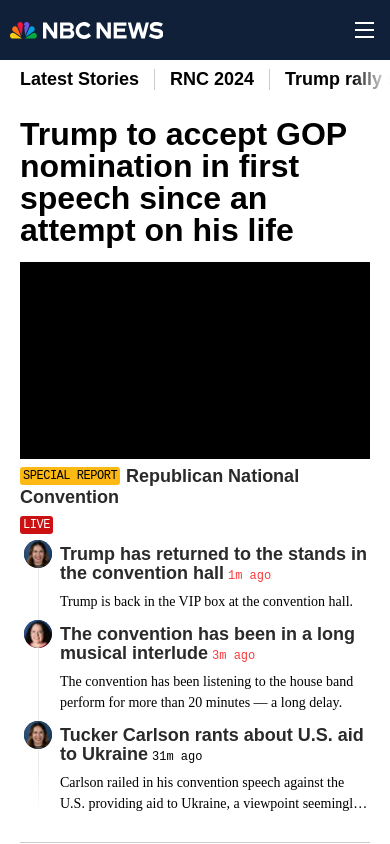 NBC NEWS
Latest Stories RNC 2024 Trump rally
Trump to accept GOP
nomination in first
speech since an
attempt on his life
SPECIAL REPORT Republican National
Convention
LIVE
Trump has returned to the stands in
the convention hall 1m ago
Trump is back in the VIP box at the convention hall.
The convention has been in a long
musical interlude 3m ago
The convention has been listening to the house band
perform for more than 20 minutes — a long delay.
Tucker Carlson rants about U.S. aid
to Ukraine 31m ago
Carlson railed in his convention speech against the
U.S. providing aid to Ukraine, a viewpoint seemingl…